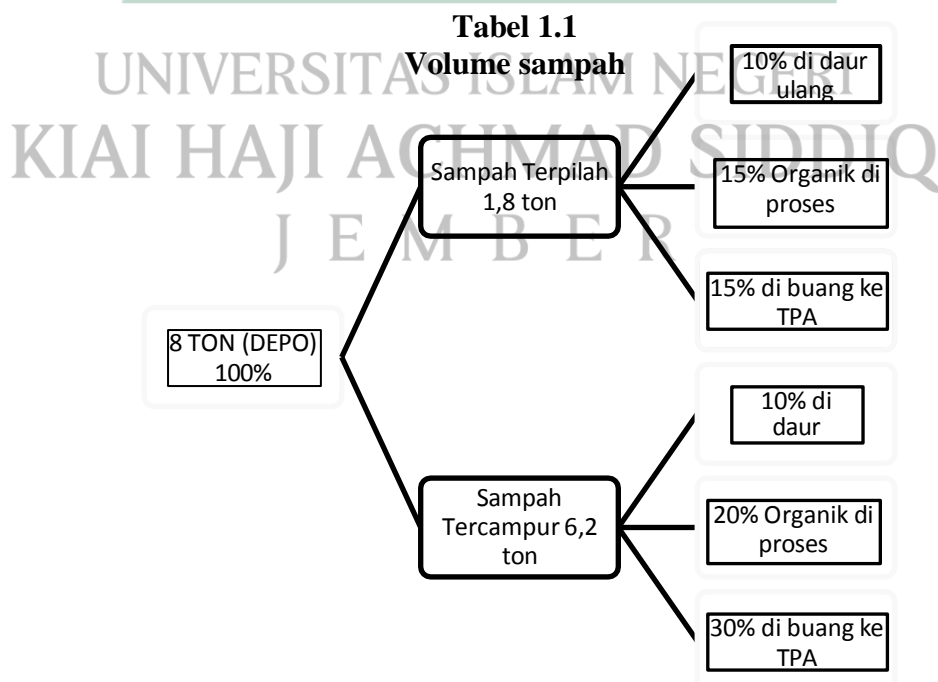 Tabel 1.1
Volume sampah
UNIVERSITAS ISLAM NEGERI
KIAI HAJI ACHMAD SIDDIQ
J E M B E R
8 TON (DEPO)
100%
Sampah Terpilah
1,8 ton
10% di daur
ulang
15% Organik di
proses
15% di buang ke
TPA
Sampah
Tercampur 6,2
ton
10% di
daur
20% Organik di
proses
30% di buang ke
TPA